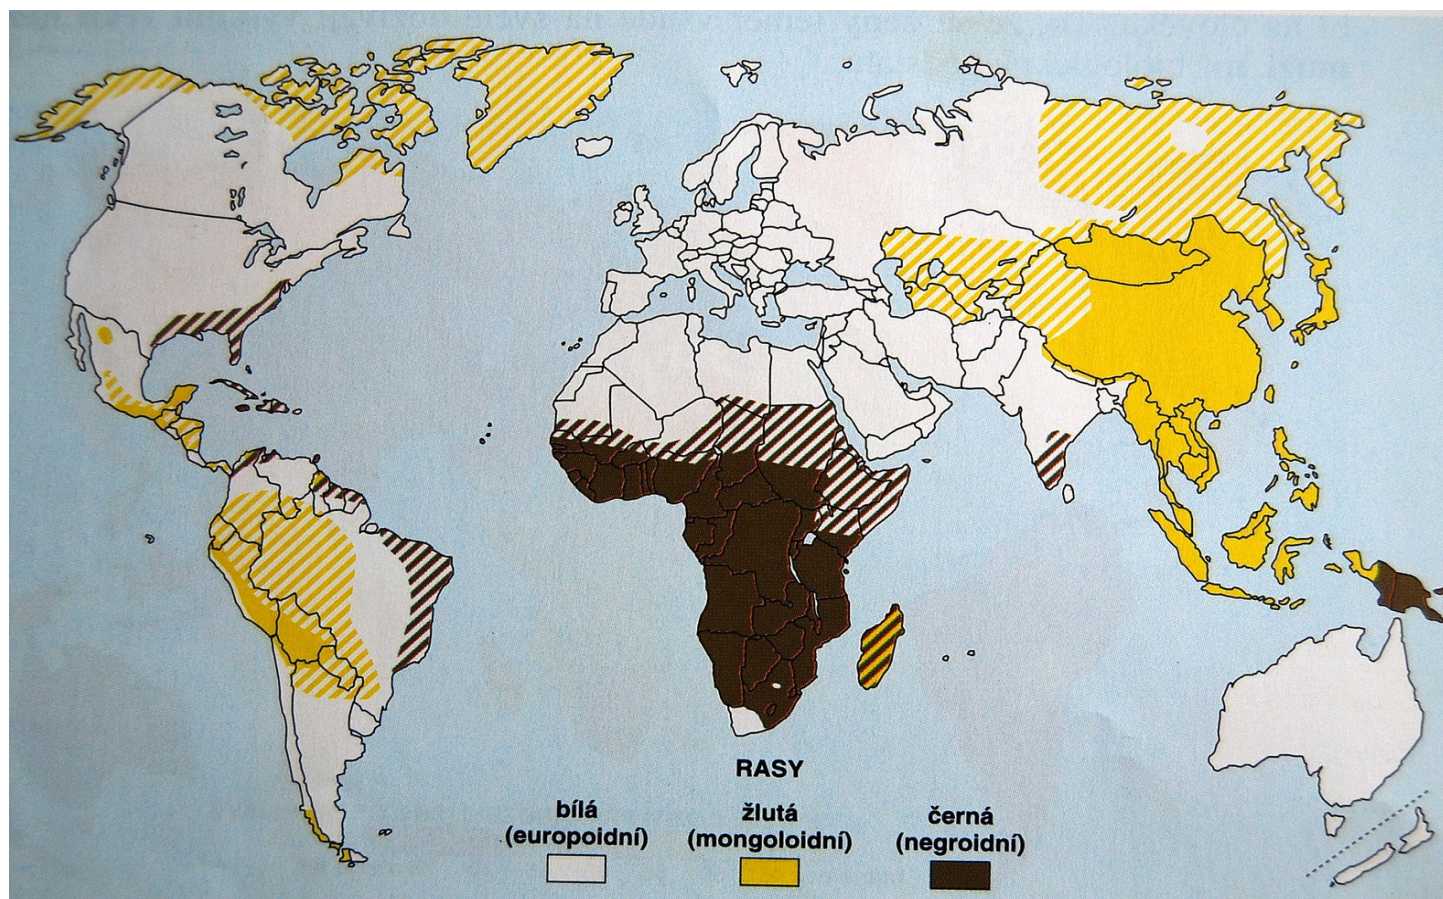 RASY
bílá
(europoidní)
žlutá
(mongoloidní)
černá
(negroidní)